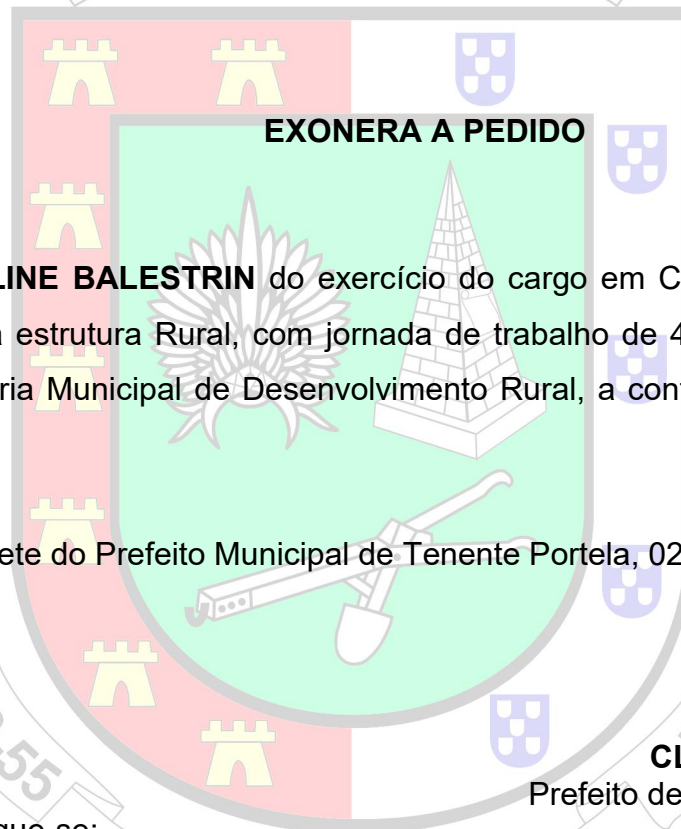 EXONERA A PEDIDO
LINE BALESTRIN do exercício do cargo em C
estrutura Rural, com jornada de trabalho de 4
ria Municipal de Desenvolvimento Rural, a con
ete do Prefeito Municipal de Tenente Portela, 02
CL
Prefeito de
que-se:
55